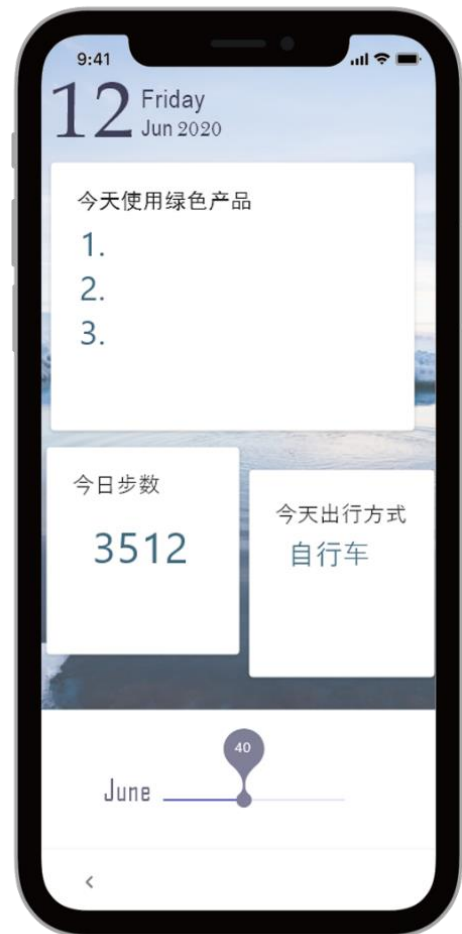 9:41
12 Friday
Jun 2020
今天使用绿色产品
1.
2.
3.
今日步数
3512
今天出行方式
自行车
40
June